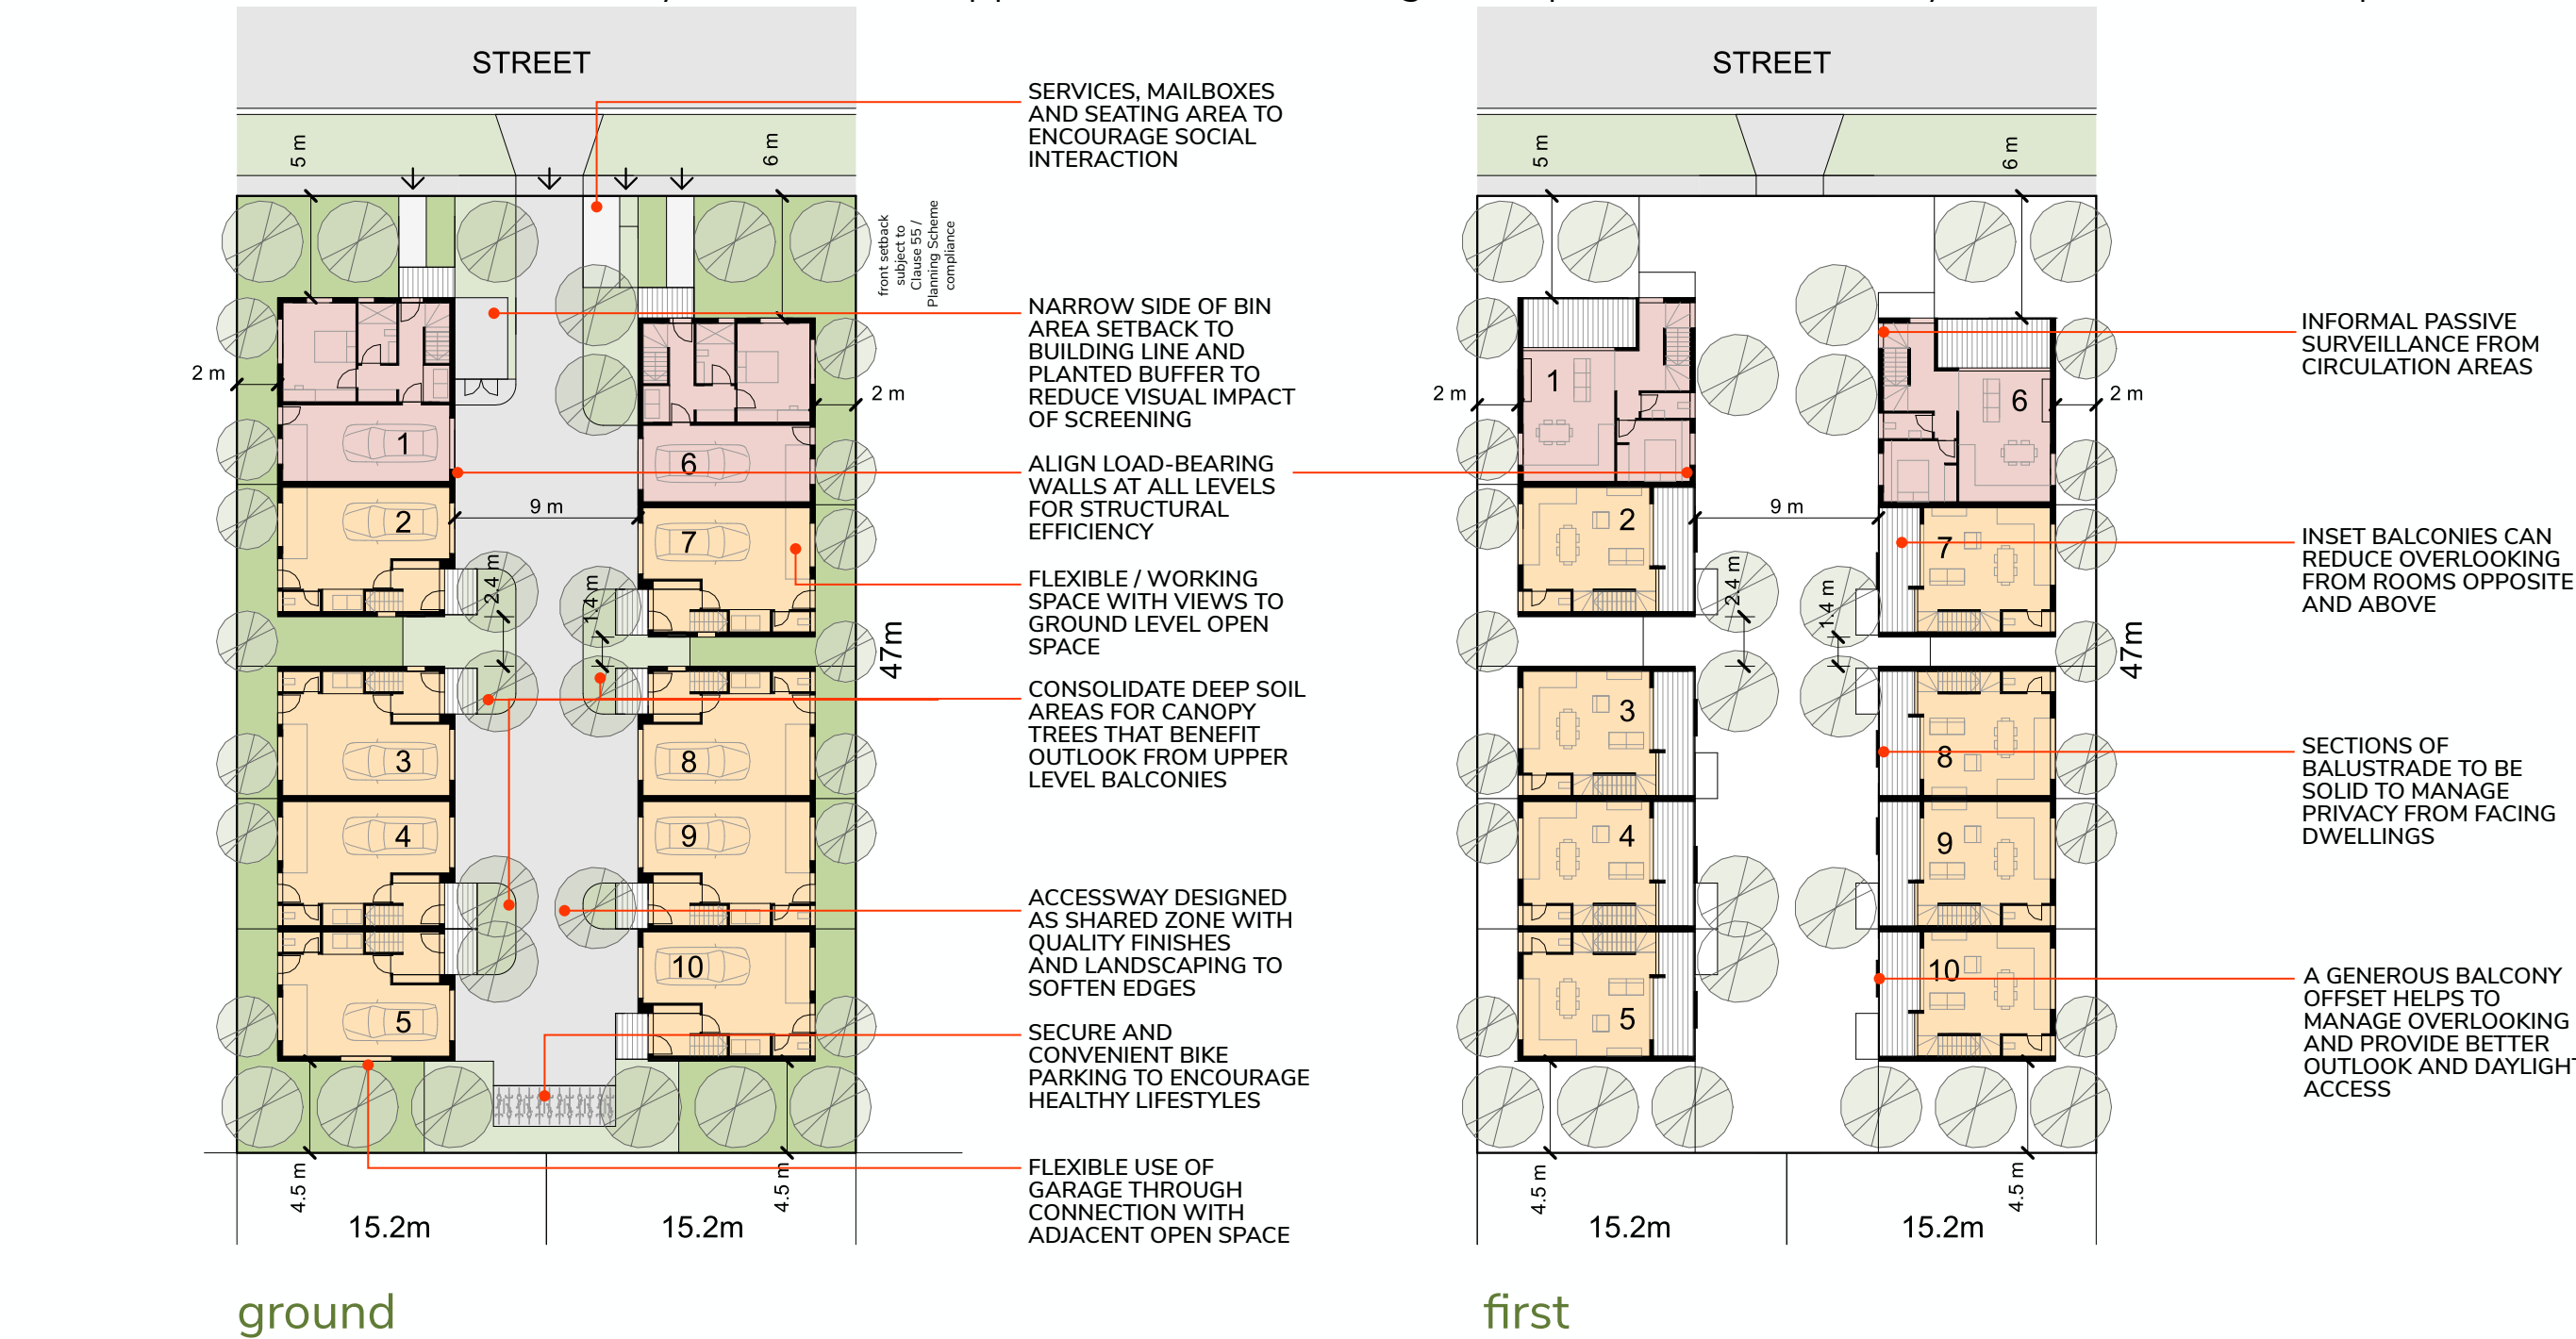 STREET
5 m
6 m
front setback
subject to
Clause 55 /
Planning Scheme
compliance
2 m
2 m
1
6
2
7
9 m
2.4 m
1.4 m
47m
3
8
4
9
5
10
4.5 m
4.5 m
15.2m
15.2m
ground
SERVICES, MAILBOXES
AND SEATING AREA TO
ENCOURAGE SOCIAL
INTERACTION
NARROW SIDE OF BIN
AREA SETBACK TO
BUILDING LINE AND
PLANTED BUFFER TO
REDUCE VISUAL IMPACT
OF SCREENING
ALIGN LOAD-BEARING
WALLS AT ALL LEVELS
FOR STRUCTURAL
EFFICIENCY
FLEXIBLE / WORKING
SPACE WITH VIEWS TO
GROUND LEVEL OPEN
SPACE
CONSOLIDATE DEEP SOIL
AREAS FOR CANOPY
TREES THAT BENEFIT
OUTLOOK FROM UPPER
LEVEL BALCONIES
ACCESSWAY DESIGNED
AS SHARED ZONE WITH
QUALITY FINISHES
AND LANDSCAPING TO
SOFTEN EDGES
SECURE AND
CONVENIENT BIKE
PARKING TO ENCOURAGE
HEALTHY LIFESTYLES
FLEXIBLE USE OF
GARAGE THROUGH
CONNECTION WITH
ADJACENT OPEN SPACE
STREET
5 m
6 m
2 m
2 m
1
6
2
7
9 m
2.4 m
1.4 m
47m
3
8
4
9
5
10
4.5 m
4.5 m
15.2m
15.2m
first
INFORMAL PASSIVE
SURVEILLANCE FROM
CIRCULATION AREAS
INSET BALCONIES CAN
REDUCE OVERLOOKING
FROM ROOMS OPPOSITE
AND ABOVE
SECTIONS OF
BALUSTRADE TO BE
SOLID TO MANAGE
PRIVACY FROM FACING
DWELLINGS
A GENEROUS BALCONY
OFFSET HELPS TO
MANAGE OVERLOOKING
AND PROVIDE BETTER
OUTLOOK AND DAYLIGHT
ACCESS